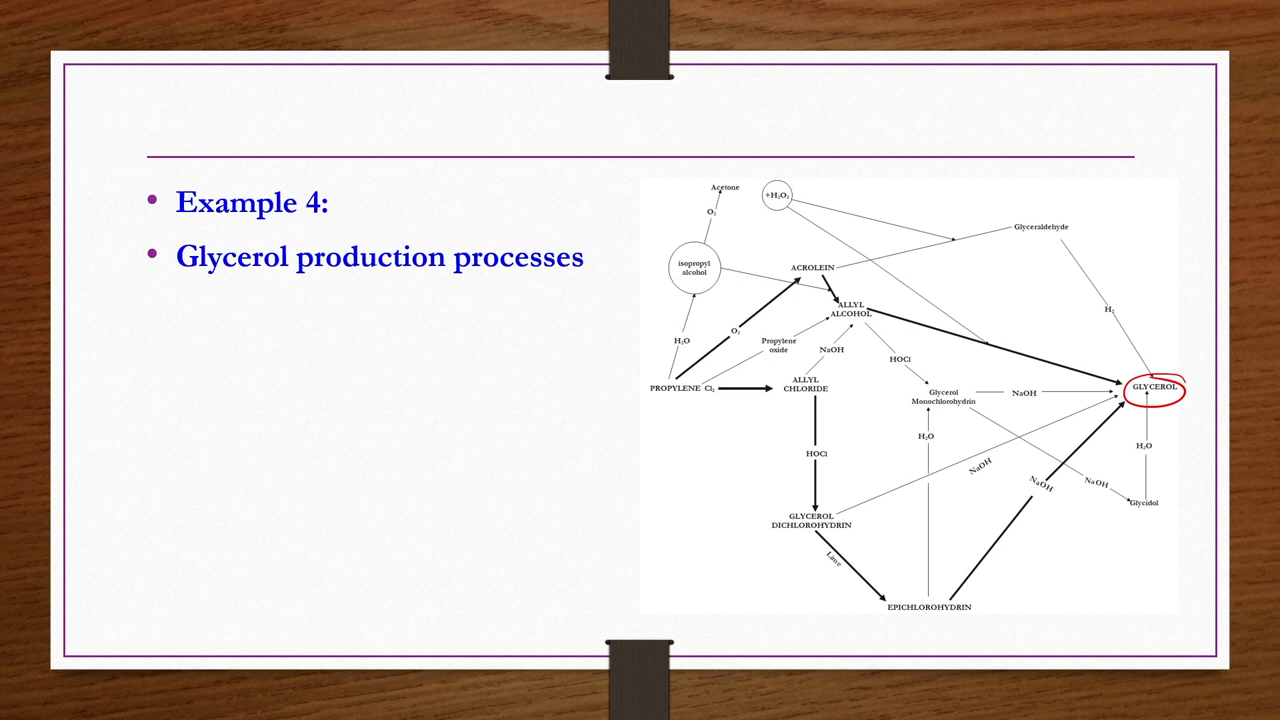 Example 4:
Glycerol production processes
Acetone
+H₂O₂
O₂
Glyceraldehyde
isopropyl
alcohol
ACROLEIN
ALLYL
ALCOHOL
H₂
O₂
H₂O
Propylene
oxide
NaOH
HOCl
PROPYLENE Cl₂
ALLYL
CHLORIDE
Glycerol
Monochlorohydrin
NaOH
GLYCEROL
H₂O
H₂O
HOCl
NaOH
NaOH
NaOH
Glycidol
GLYCEROL
DICHLOROHYDRIN
Lime
EPICHLOROHYDRIN